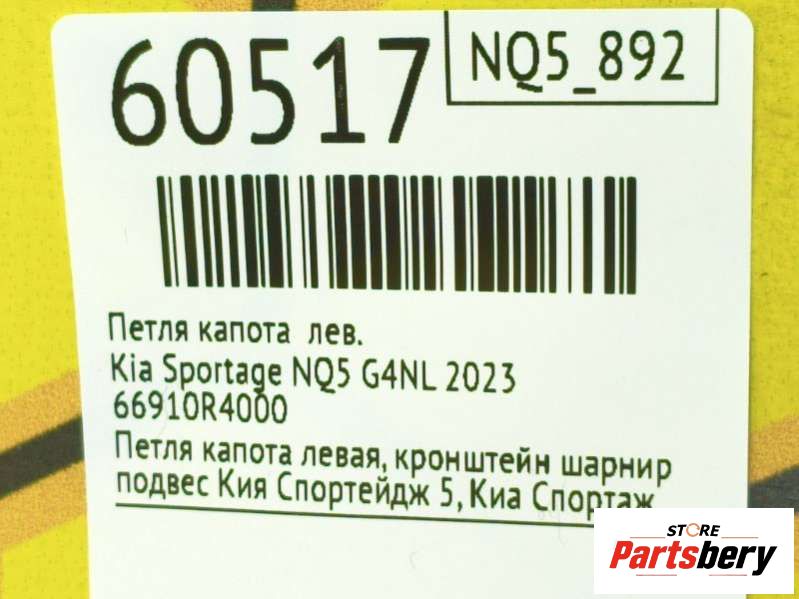 60517
NQ5_892
Петля капота лев.
Kia Sportage NQ5 G4NL 2023
66910R4000
Петля капота левая, кронштейн шарнир
подвес Кия Спортейдж 5, Киа Спортаж
STORE
Partsbery